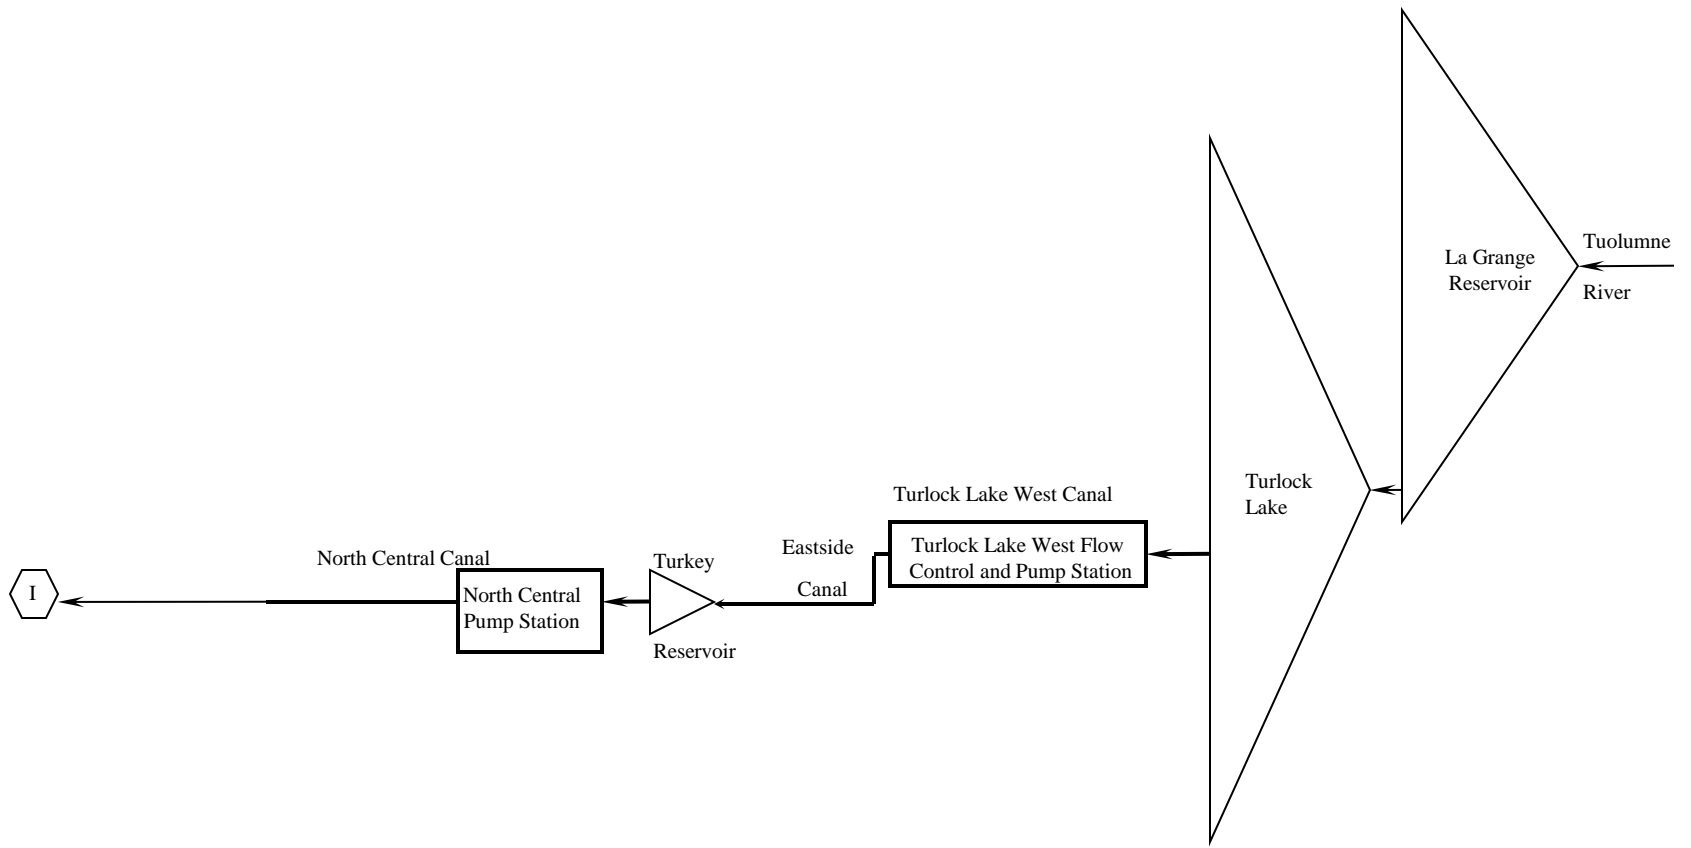 Tuolumne
River
La Grange
Reservoir
Turlock
Lake
Turlock Lake West Canal
Turlock Lake West Flow
Control and Pump Station
Eastside
Canal
Turkey
Reservoir
North Central Canal
North Central
Pump Station
I